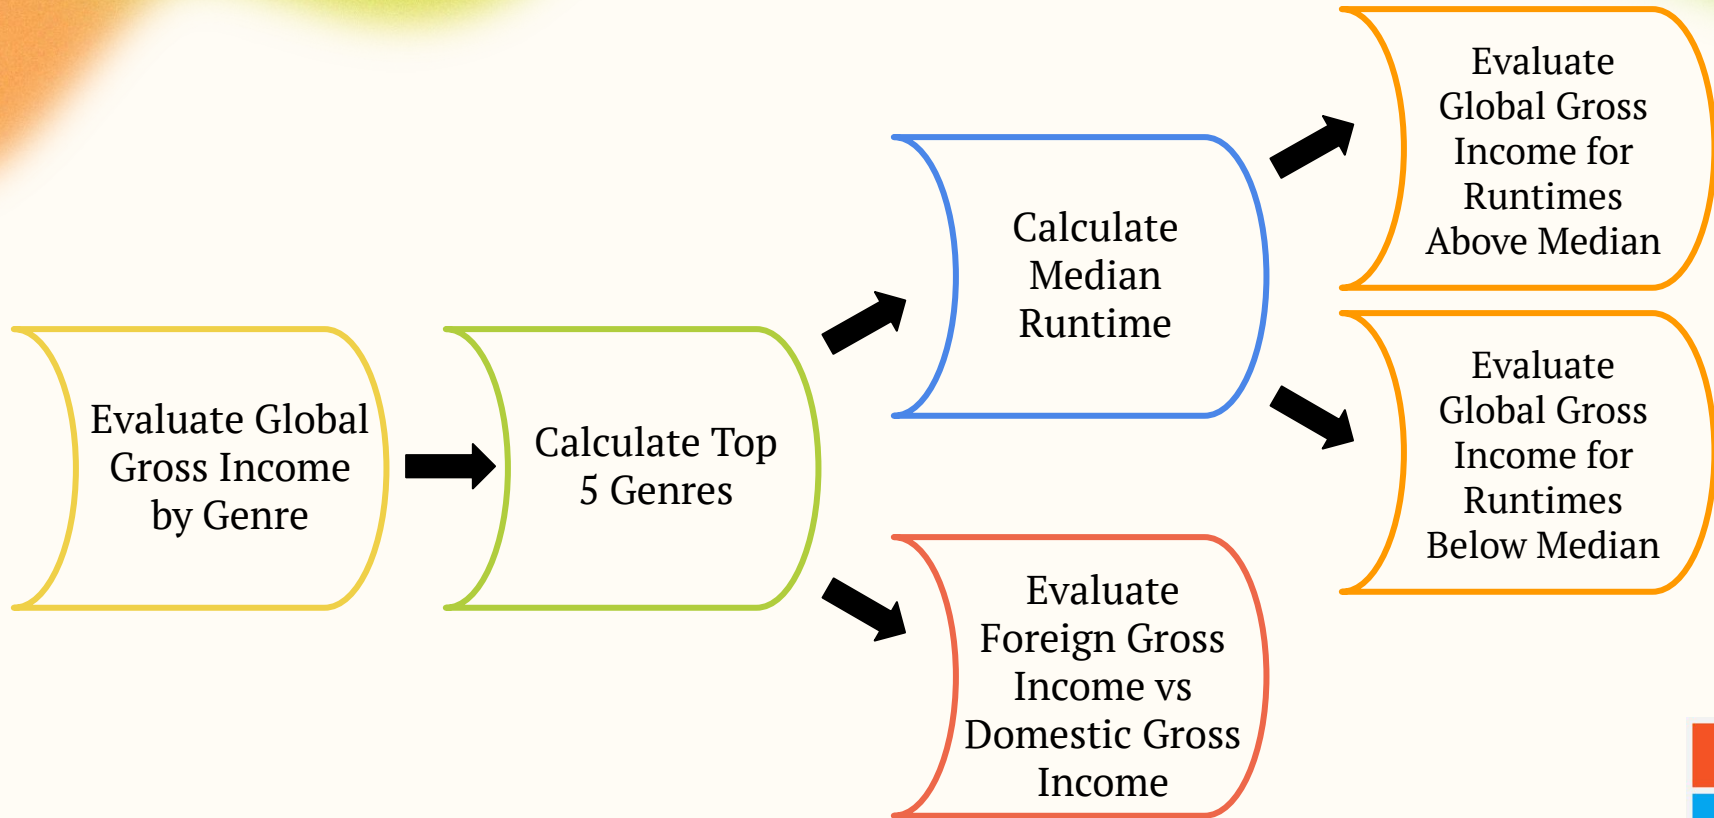 Evaluate Global
Gross Income
by Genre
Calculate Top
5 Genres
Calculate
Median
Runtime
Evaluate
Foreign Gross
Income vs
Domestic Gross
Income
Evaluate
Global Gross
Income for
Runtimes
Above Median
Evaluate
Global Gross
Income for
Runtimes
Below Median